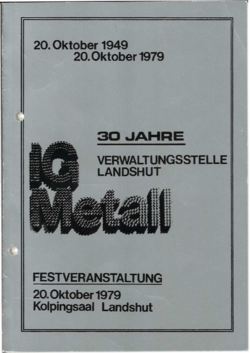 20. Oktober 1949
20. Oktober 1979
30 JAHRE
VERWALTUNGSSTELLE
LANDSHUT
IG
Metall
FESTVERANSTALTUNG
20. Oktober 1979
Kolpingsaal Landshut